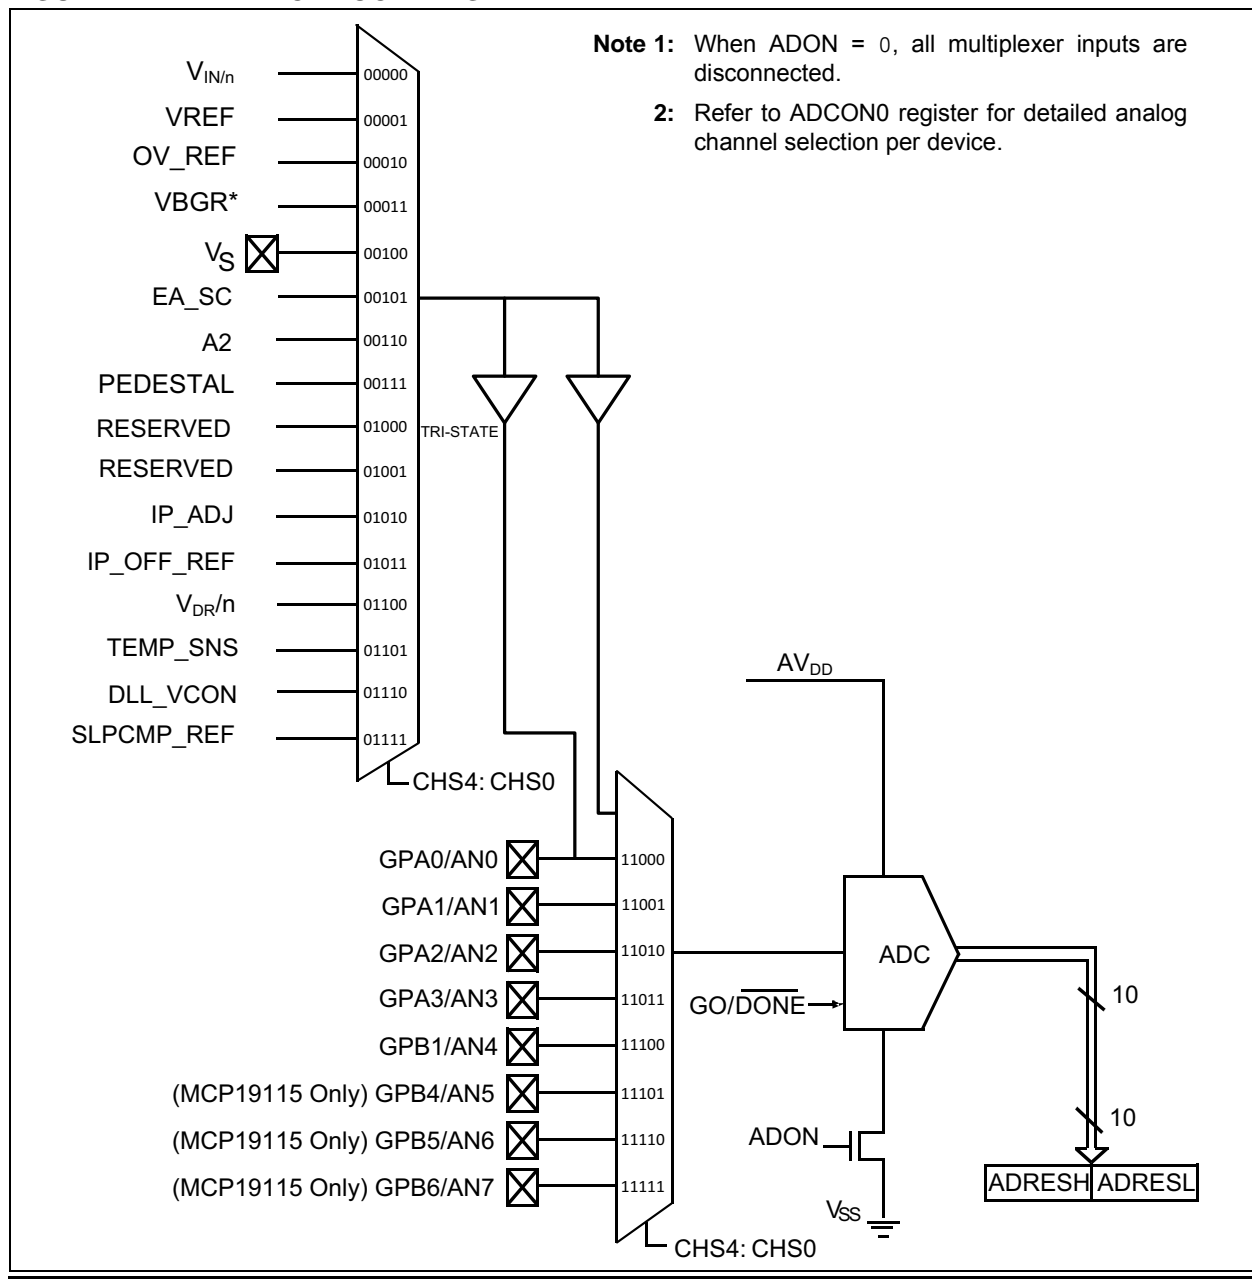 Note 1: When ADON = 0, all multiplexer inputs are
disconnected.
2: Refer to ADCON0 register for detailed analog
channel selection per device.
VIN/n 00000
VREF 00001
OV_REF 00010
VBGR* 00011
VS 00100
EA_SC 00101
A2 00110
PEDESTAL 00111
RESERVED 01000
TRI-STATE
RESERVED 01001
IP_ADJ 01010
IP_OFF_REF 01011
VDR/n 01100
TEMP_SNS 01101
DLL_VCON 01110
SLPCMP_REF 01111
CHS4: CHS0
AVDD
GPA0/AN0 11000
GPA1/AN1 11001
GPA2/AN2 11010
ADC
GPA3/AN3 11011
GO/DONE
10
GPB1/AN4 11100
(MCP19115 Only) GPB4/AN5 11101
10
(MCP19115 Only) GPB5/AN6 11110
ADON
(MCP19115 Only) GPB6/AN7 11111
ADRESH ADRESL
VSS
CHS4: CHS0